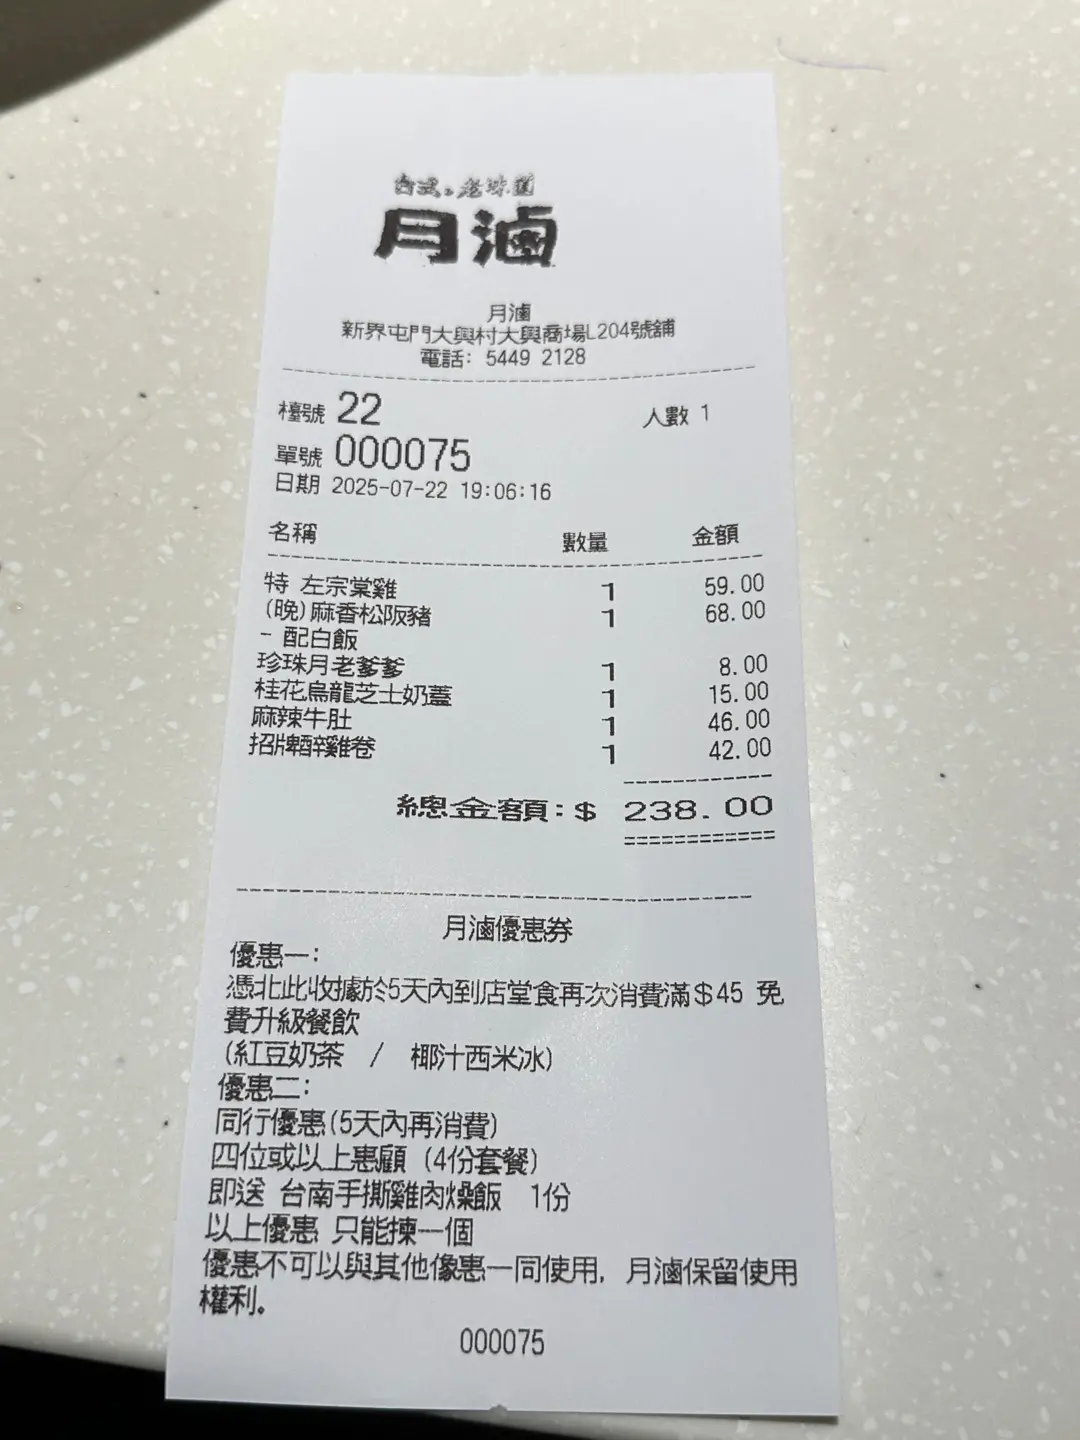 台式。老味道
月滷
月滷
新界屯門大興村大興商場L204號舖
電話: 5449 2128
檯號 22 人數 1
單號 000075
日期 2025-07-22 19:06:16
名稱 數量 金額
特 左宗棠雞 1 59.00
(晚)麻香松阪豬 1 68.00
- 配白飯
珍珠月老爹爹 1 8.00
桂花烏龍芝士奶蓋 1 15.00
麻辣牛肚 1 46.00
招牌醉雞卷 1 42.00
總金額:$ 238.00
月滷優惠券
優惠一:
憑北此收據於5天內到店堂食再次消費滿$45 免
費升級餐飲
(紅豆奶茶 / 椰汁西米冰)
優惠二:
同行優惠(5天內再消費)
四位或以上惠顧 (4份套餐)
即送 台南手撕雞肉燥飯 1份
以上優惠 只能揀一個
優惠不可以與其他像惠一同使用, 月滷保留使用
權利。
000075